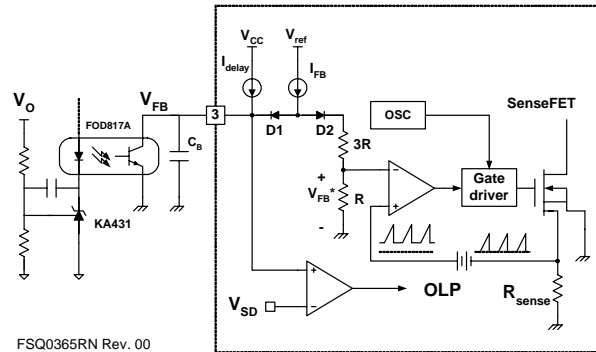 V_CC
V_ref
I_delay
I_FB
V_O
V_FB
3
SenseFET
FOD817A
D1
D2
OSC
C_B
3R
+
−
V_FB*
R
Gate
driver
KA431
-
+
+
−
V_SD
OLP
R_sense
FSQ0365RN Rev. 00